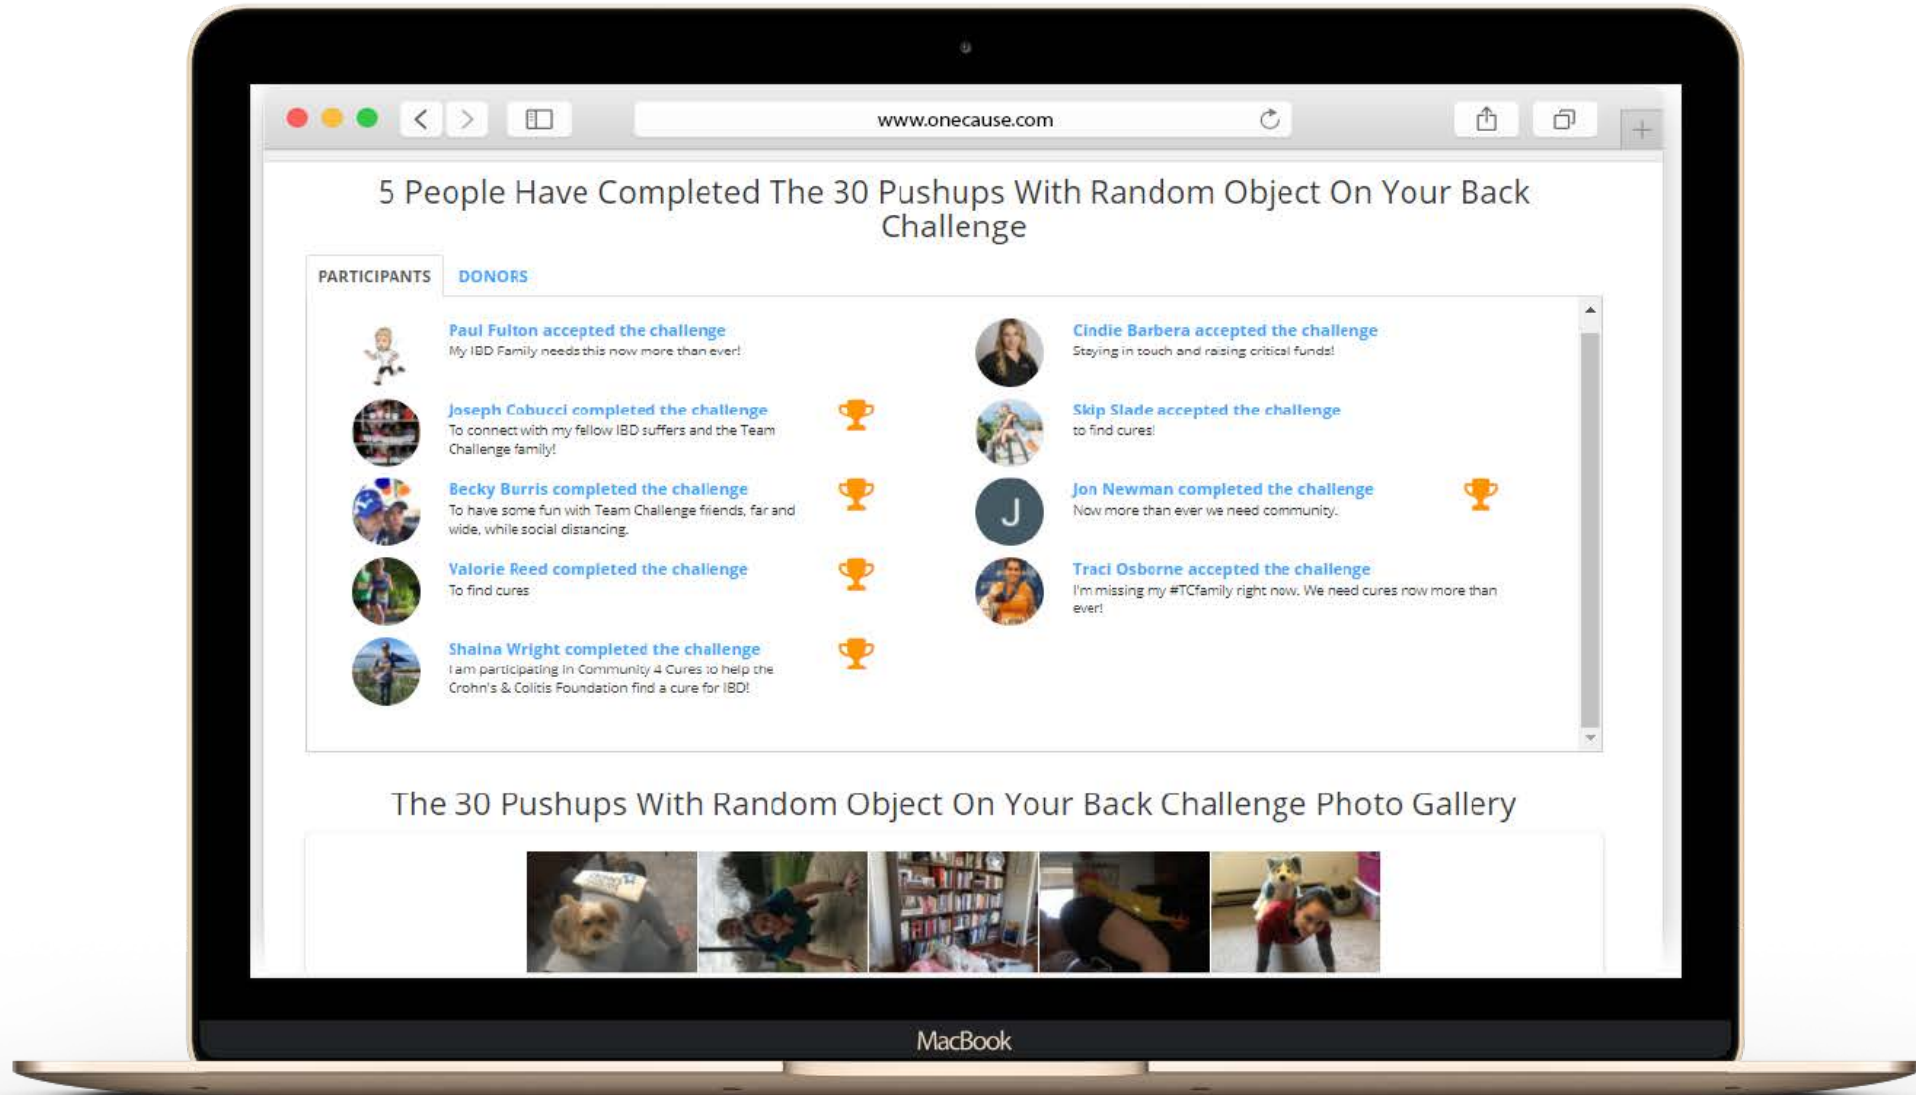 www.onecause.com
5 People Have Completed The 30 Pushups With Random Object On Your Back
Challenge
PARTICIPANTS
DONORS
Paul Fulton accepted the challenge
My IBD Family needs this now more than ever!
Joseph Cobucci completed the challenge
To connect with my fellow IBD suffers and the Team
Challenge family!
Becky Burris completed the challenge
To have some fun with Team Challenge friends, far and
wide, while social distancing.
Valorie Reed completed the challenge
To find cures
Shaina Wright completed the challenge
I am participating in Community 4 Cures to help the
Crohn's & Colitis Foundation find a cure for IBD!
Cindie Barbera accepted the challenge
Staying in touch and raising critical funds!
Skip Slade accepted the challenge
to find cures!
J
Jon Newman completed the challenge
Now more than ever we need community.
Traci Osborne accepted the challenge
I'm missing my #TCfamily right now. We need cures now more than
ever!
The 30 Pushups With Random Object On Your Back Challenge Photo Gallery
MacBook